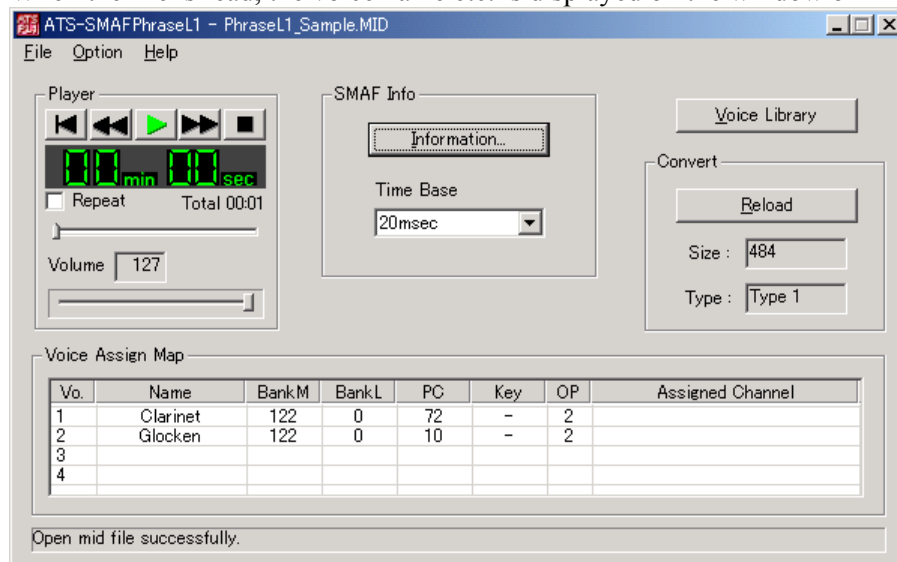 ATS-SMAFPhraseL1 - PhraseL1_Sample.MID
File Option Help
Player
00 min 00 sec
Repeat Total 00:01
Volume 127
SMAF Info
Information...
Time Base
20msec
Voice Library
Convert
Reload
Size : 484
Type : Type 1
Voice Assign Map
Vo. Name BankM BankL PC Key OP Assigned Channel
1 Clarinet 122 0 72 - 2
2 Glocken 122 0 10 - 2
3
4
Open mid file successfully.